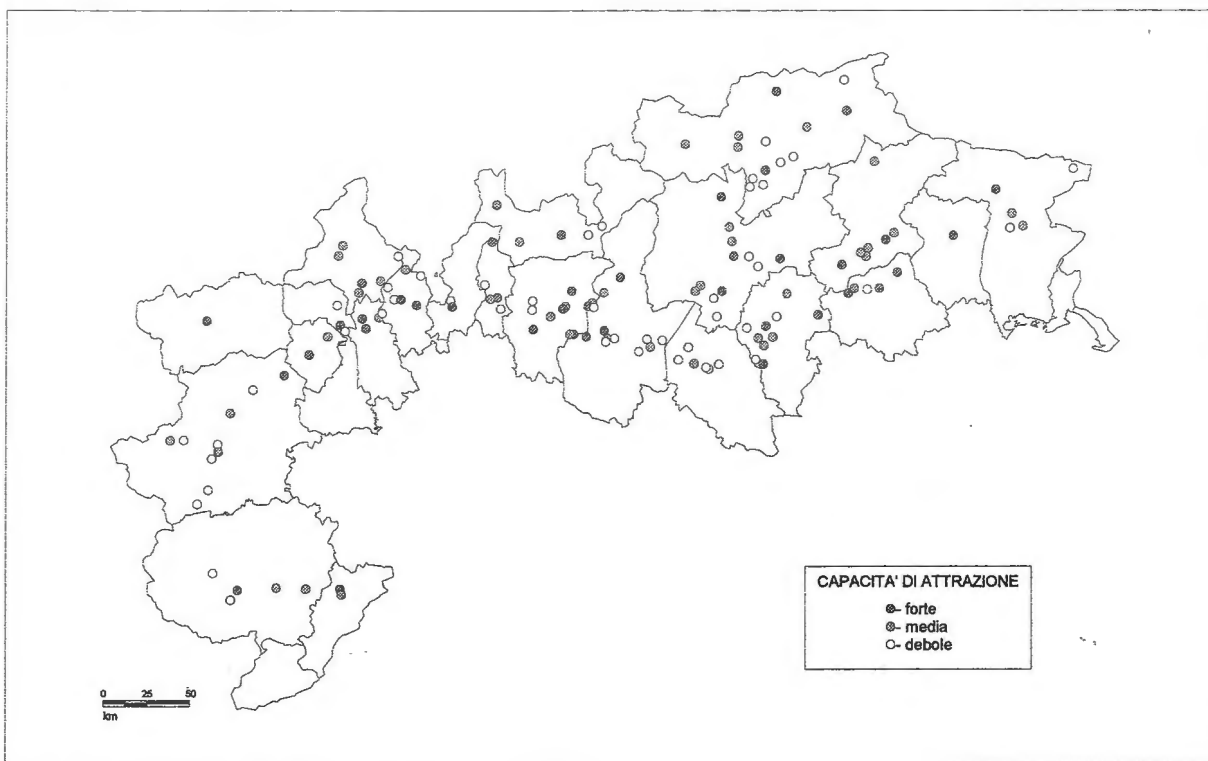 CAPACITA' DI ATTRAZIONE
- forte
- media
- debole
0 25 50
km